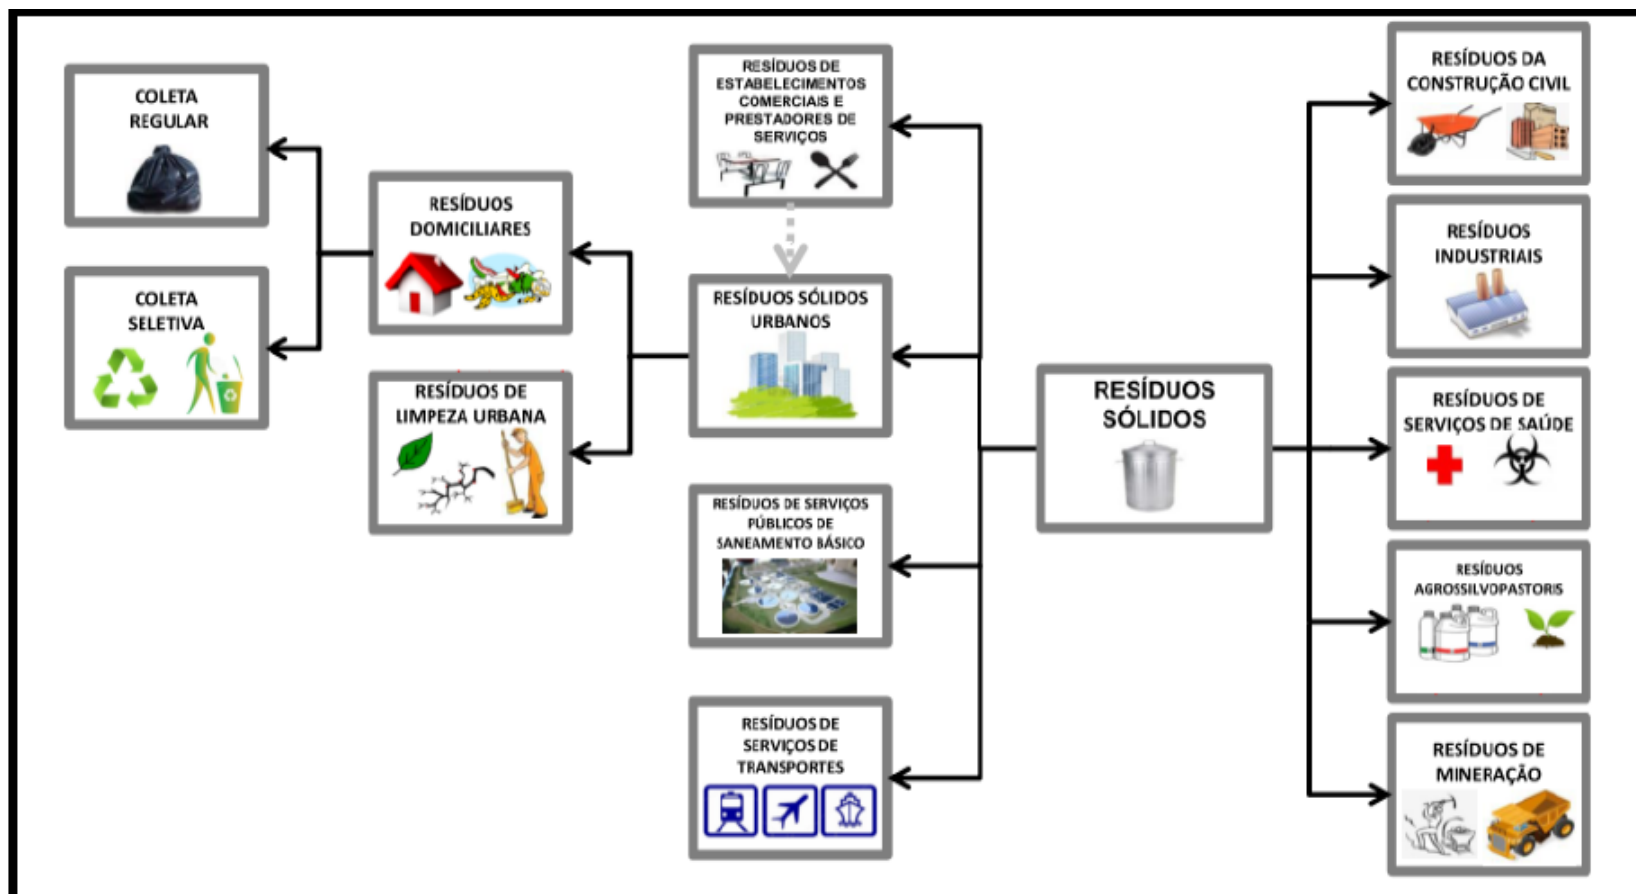 COLETA
REGULAR
COLETA
SELETIVA
RESÍDUOS
DOMICILIARES
RESÍDUOS DE
LIMPEZA URBANA
RESÍDUOS DE
ESTABELECIMENTOS
COMERCIAIS E
PRESTADORES DE
SERVIÇOS
RESÍDUOS SÓLIDOS
URBANOS
RESÍDUOS DE SERVIÇOS
PÚBLICOS DE
SANEAMENTO BÁSICO
RESÍDUOS DE
SERVIÇOS DE
TRANSPORTES
RESÍDUOS
SÓLIDOS
RESÍDUOS DA
CONSTRUÇÃO CIVIL
RESÍDUOS
INDUSTRIAIS
RESÍDUOS DE
SERVIÇOS DE SAÚDE
RESÍDUOS
AGROSSILVOPASTORIS
RESÍDUOS DE
MINERAÇÃO